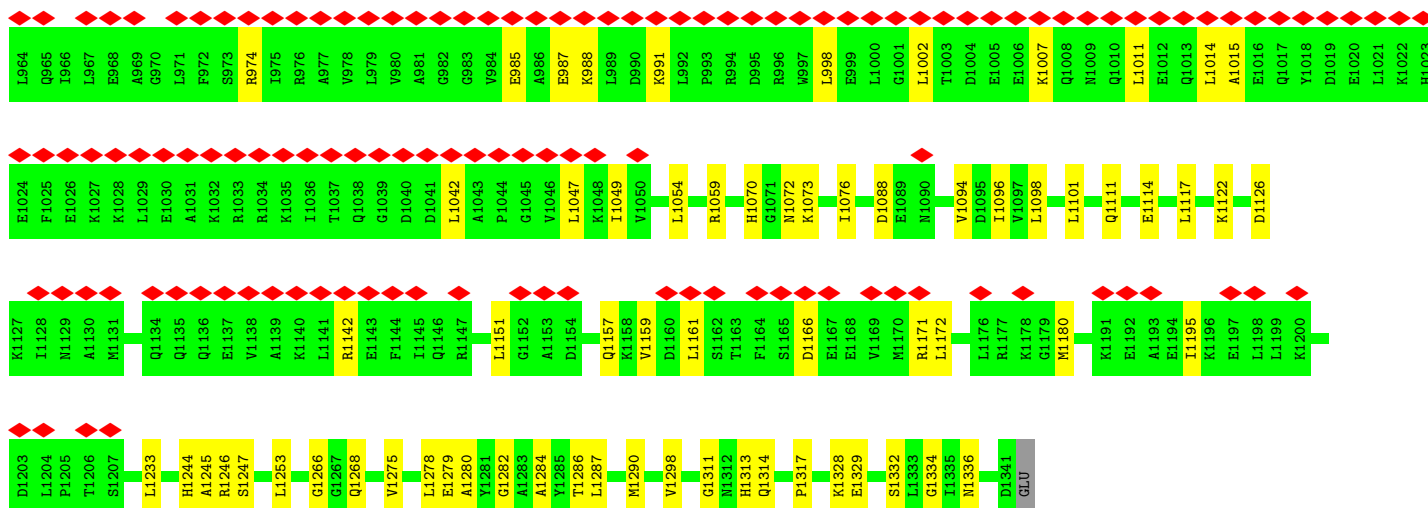 L964 Q965 I966 L967 E968 A969 G970 L971 F972 S973 R974 I975 R976 A977 V978 L979 V980 A981 G982 G983 V984 E985 A986 E987 K988 L989 D990 K991 L992 P993 R994 D995 R996 W997 L998 E999 L1000 G1001 L1002 T1003 D1004 E1005 E1006 K1007 Q1008 N1009 Q1010 L1011 E1012 Q1013 L1014 A1015 E1016 Q1017 Y1018 D1019 E1020 L1021 K1022 H1023
E1024 F1025 E1026 K1027 K1028 L1029 E1030 A1031 K1032 R1033 R1034 K1035 I1036 T1037 Q1038 G1039 D1040 D1041 L1042 A1043 P1044 G1045 V1046 L1047 K1048 I1049 V1050 L1054 R1059 H1070 G1071 N1072 K1073 I1076 D1088 E1089 N1090 V1094 D1095 I1096 V1097 L1098 L1101 Q1111 E1114 L1117 K1122 D1126
K1127 I1128 N1129 A1130 M1131 Q1134 Q1135 Q1136 E1137 V1138 A1139 K1140 L1141 R1142 E1143 F1144 I1145 Q1146 R1147 L1151 G1152 A1153 D1154 Q1157 K1158 V1159 D1160 L1161 S1162 T1163 F1164 S1165 D1166 E1167 E1168 V1169 M1170 R1171 L1172 L1176 R1177 K1178 G1179 M1180 K1191 E1192 A1193 E1194 I1195 K1196 E1197 L1198 L1199 K1200
D1203 L1204 P1205 T1206 S1207 L1233 H1244 A1245 R1246 S1247 L1253 G1266 G1267 Q1268 V1275 L1278 E1279 A1280 Y1281 G1282 A1283 A1284 Y1285 T1286 L1287 M1290 V1298 G1311 N1312 H1313 Q1314 P1317 K1328 E1329 S1332 L1333 G1334 I1335 N1336 D1341 GLU